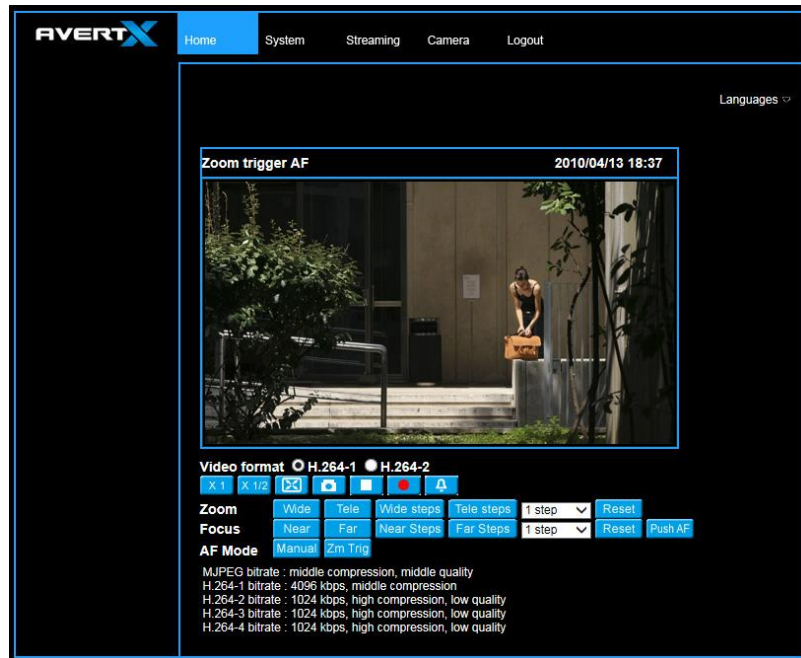 AVERTX Home System Streaming Camera Logout
Languages
Zoom trigger AF 2010/04/13 18:37
Video format H.264-1 H.264-2
X 1 X 1/2
Zoom Wide Tele Wide steps Tele steps 1 step Reset
Focus Near Far Near Steps Far Steps 1 step Reset Push AF
AF Mode Manual Zm Trig
MJPEG bitrate : middle compression, middle quality
H.264-1 bitrate : 4096 kbps, middle compression
H.264-2 bitrate : 1024 kbps, high compression, low quality
H.264-3 bitrate : 1024 kbps, high compression, low quality
H.264-4 bitrate : 1024 kbps, high compression, low quality